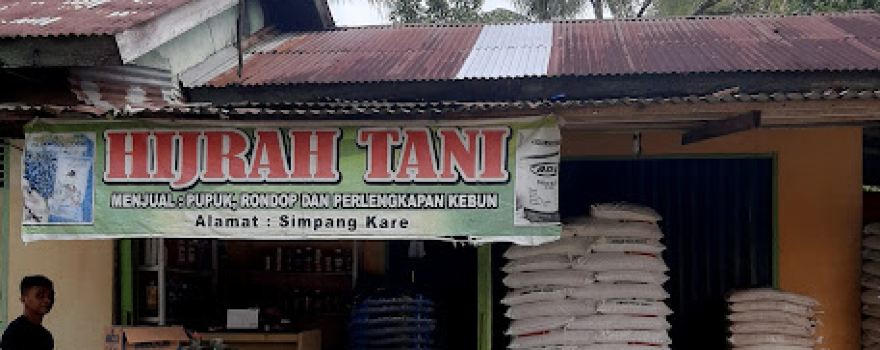 HIJRAH TANI
MENJUAL : PUPUK, RONDOP DAN PERLENGKAPAN KEBUN
Alamat : Simpang Kare